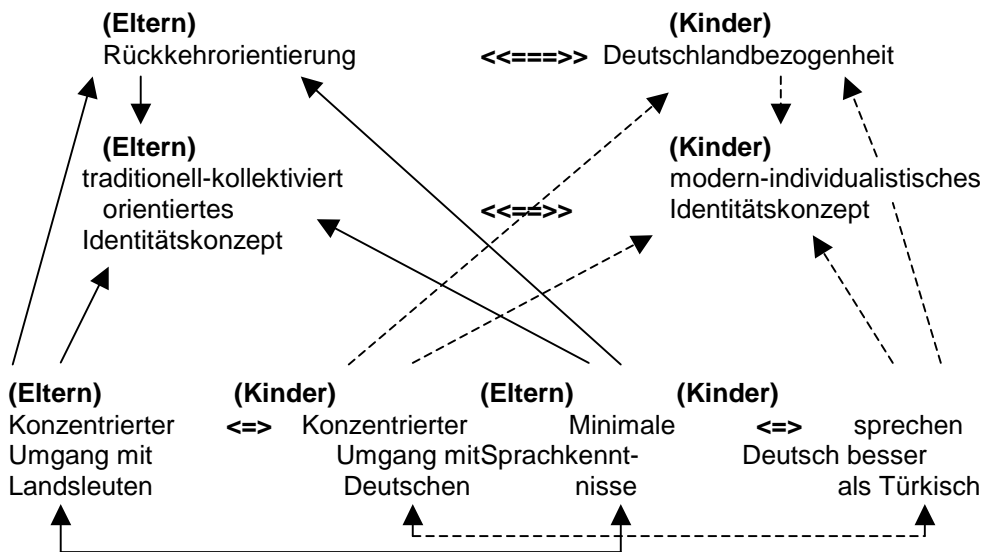 (Eltern) (Kinder)
Rückkehrorientierung <<===>> Deutschlandbezogenheit
(Eltern) (Kinder)
traditionell-kollektiviert modern-individualistisches
orientiertes <<==>> Identitätskonzept
Identitätskonzept
(Eltern) (Kinder) (Eltern) (Kinder)
Konzentrierter <=> Konzentrierter Minimale <=> sprechen
Umgang mit Umgang mit Sprachkennt- Deutsch besser
Landsleuten Deutschen nisse als Türkisch